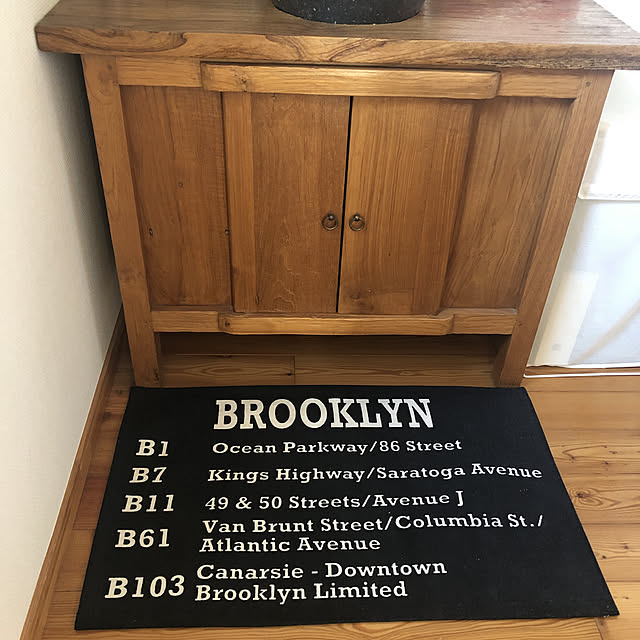 BROOKLYN
B1 Ocean Parkway/86 Street
B7 Kings Highway/Saratoga Avenue
B11 49 & 50 Streets/Avenue J
B61 Van Brunt Street/Columbia St./
Atlantic Avenue
B103 Canarsie - Downtown
Brooklyn Limited